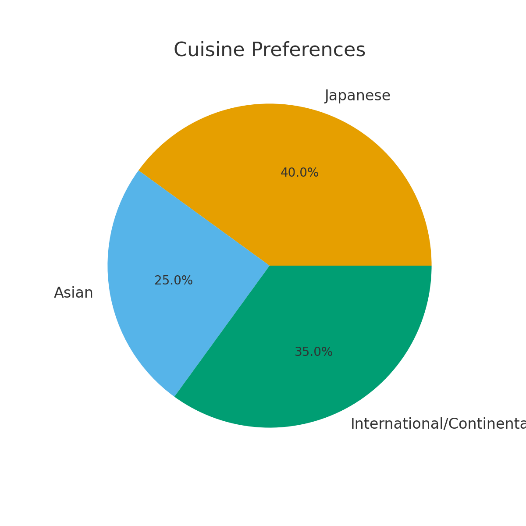 Cuisine Preferences
Japanese
40.0%
25.0%
Asian
35.0%
International/Continenta